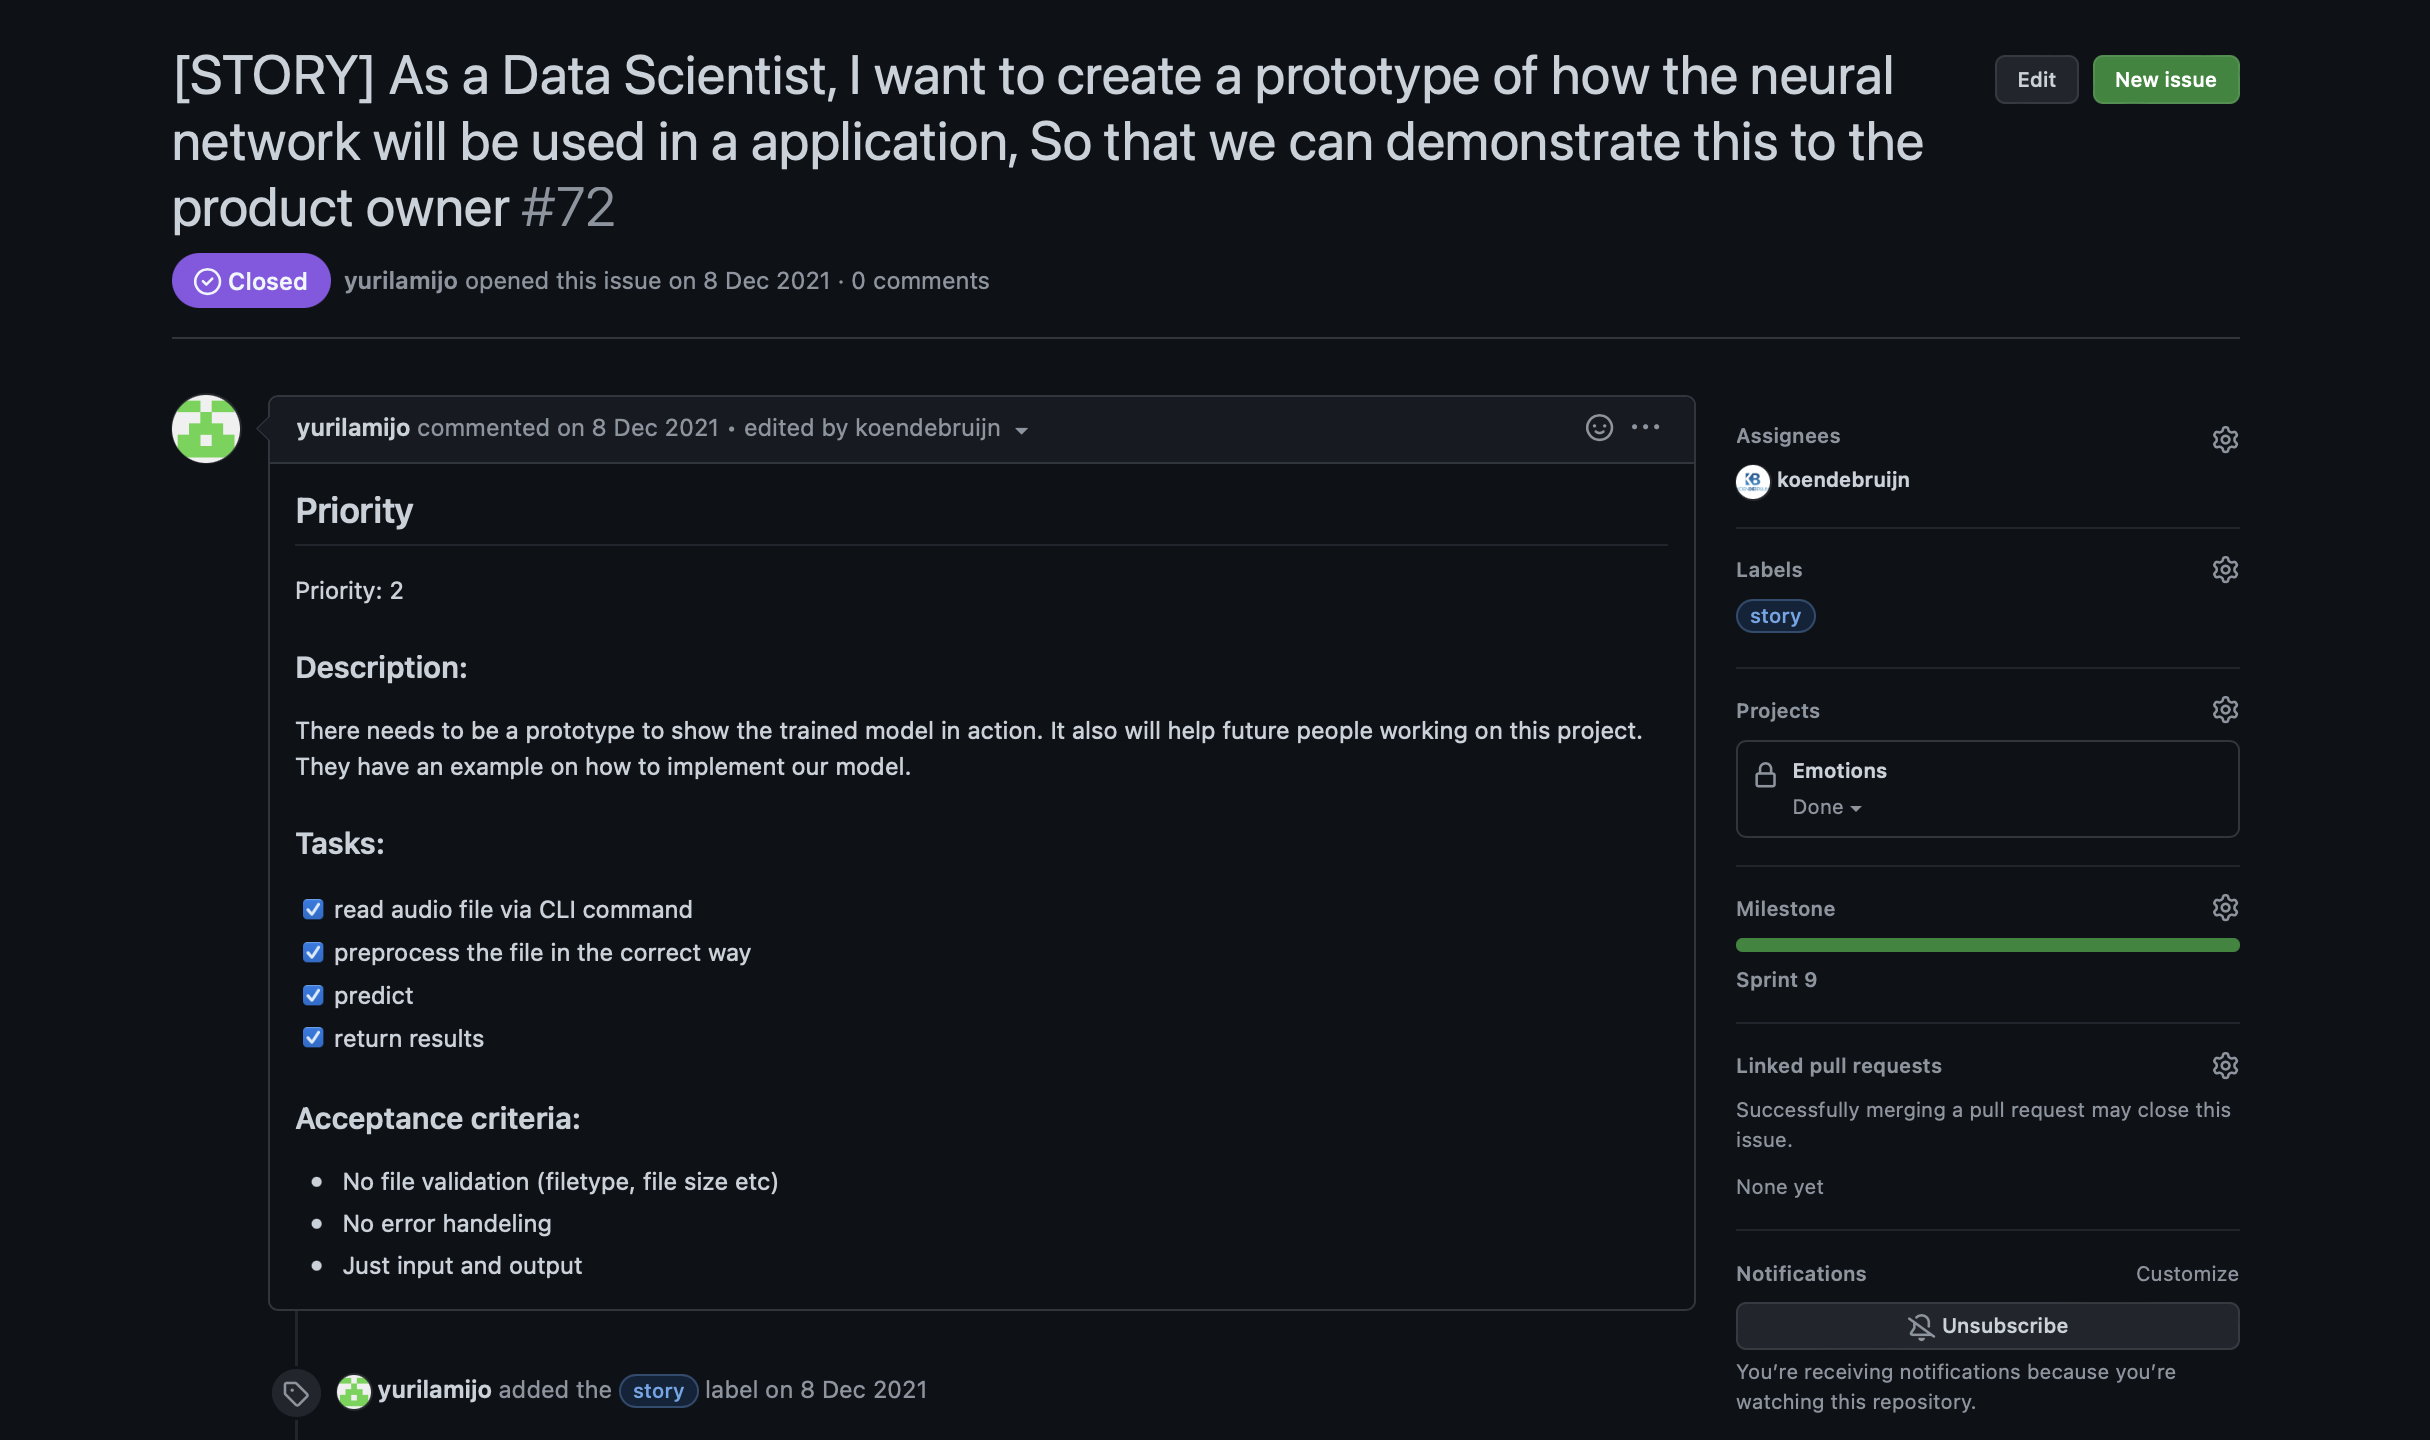 [STORY] As a Data Scientist, I want to create a prototype of how the neural
network will be used in a application, So that we can demonstrate this to the
product owner #72
Edit
New issue
Closed
yurilamijo opened this issue on 8 Dec 2021 · 0 comments
yurilamijo commented on 8 Dec 2021 • edited by koendebruijn
Priority
Priority: 2
Description:
There needs to be a prototype to show the trained model in action. It also will help future people working on this project.
They have an example on how to implement our model.
Tasks:
read audio file via CLI command
preprocess the file in the correct way
predict
return results
Acceptance criteria:
• No file validation (filetype, file size etc)
• No error handeling
• Just input and output
yurilamijo added the story label on 8 Dec 2021
Assignees
koendebruijn
Labels
story
Projects
Emotions
Done
Milestone
Sprint 9
Linked pull requests
Successfully merging a pull request may close this
issue.
None yet
Notifications
Customize
Unsubscribe
You're receiving notifications because you're
watching this repository.